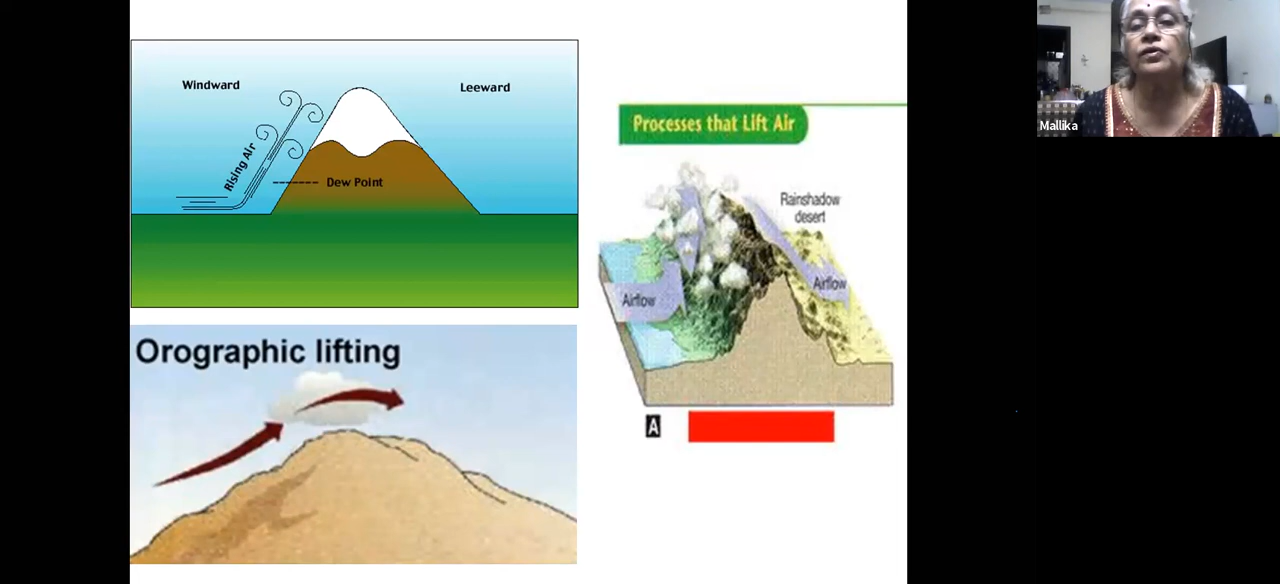 Windward
Leeward
Rising Air
Dew Point
Orographic lifting
Processes that Lift Air
Rainshadow
desert
Airflow
Airflow
A
Mallika